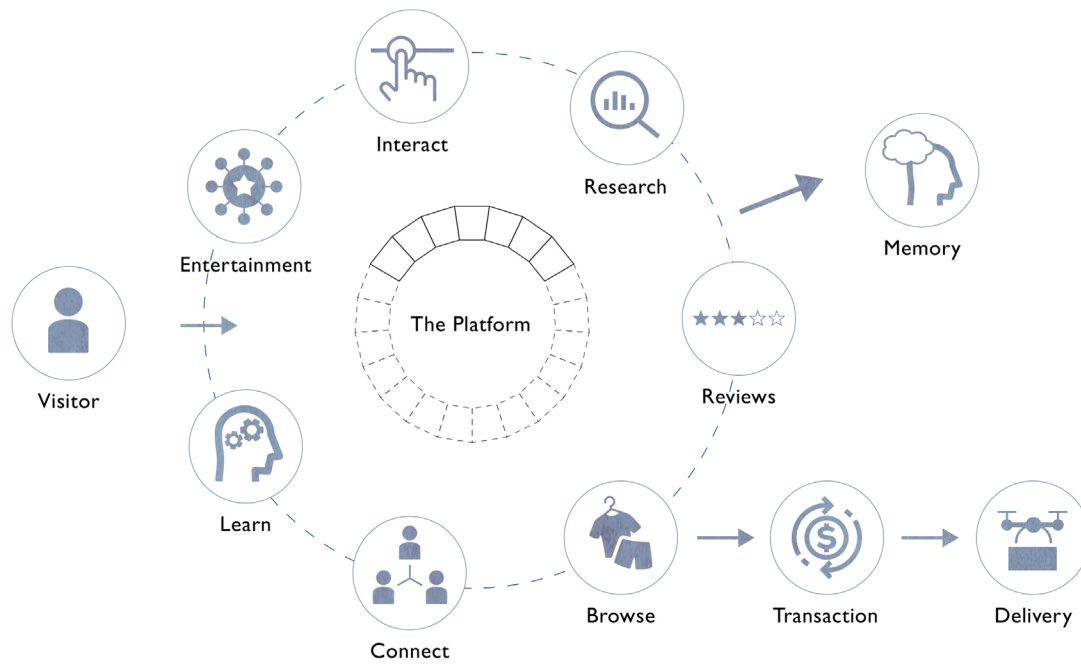 Interact
Research
Memory
Entertainment
The Platform
Visitor
Reviews
Learn
$
Browse
Transaction
Delivery
Connect